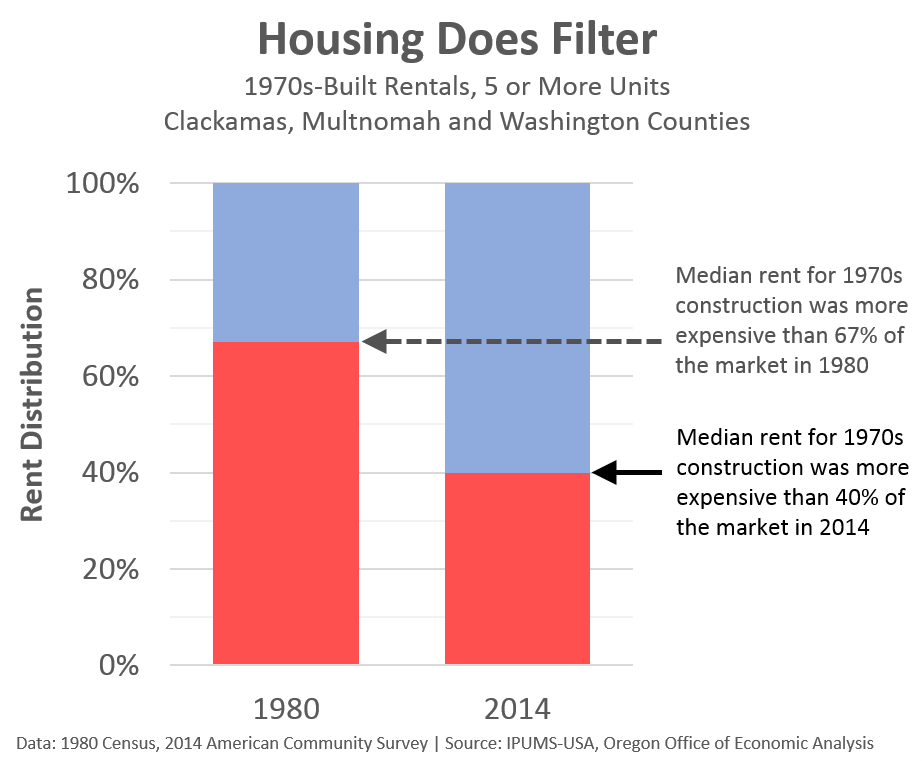 Housing Does Filter
1970s-Built Rentals, 5 or More Units
Clackamas, Multnomah and Washington Counties
Rent Distribution
100%
80%
60%
40%
20%
0%
1980
2014
Median rent for 1970s
construction was more
expensive than 67% of
the market in 1980
Median rent for 1970s
construction was more
expensive than 40% of
the market in 2014
Data: 1980 Census, 2014 American Community Survey | Source: IPUMS-USA, Oregon Office of Economic Analysis